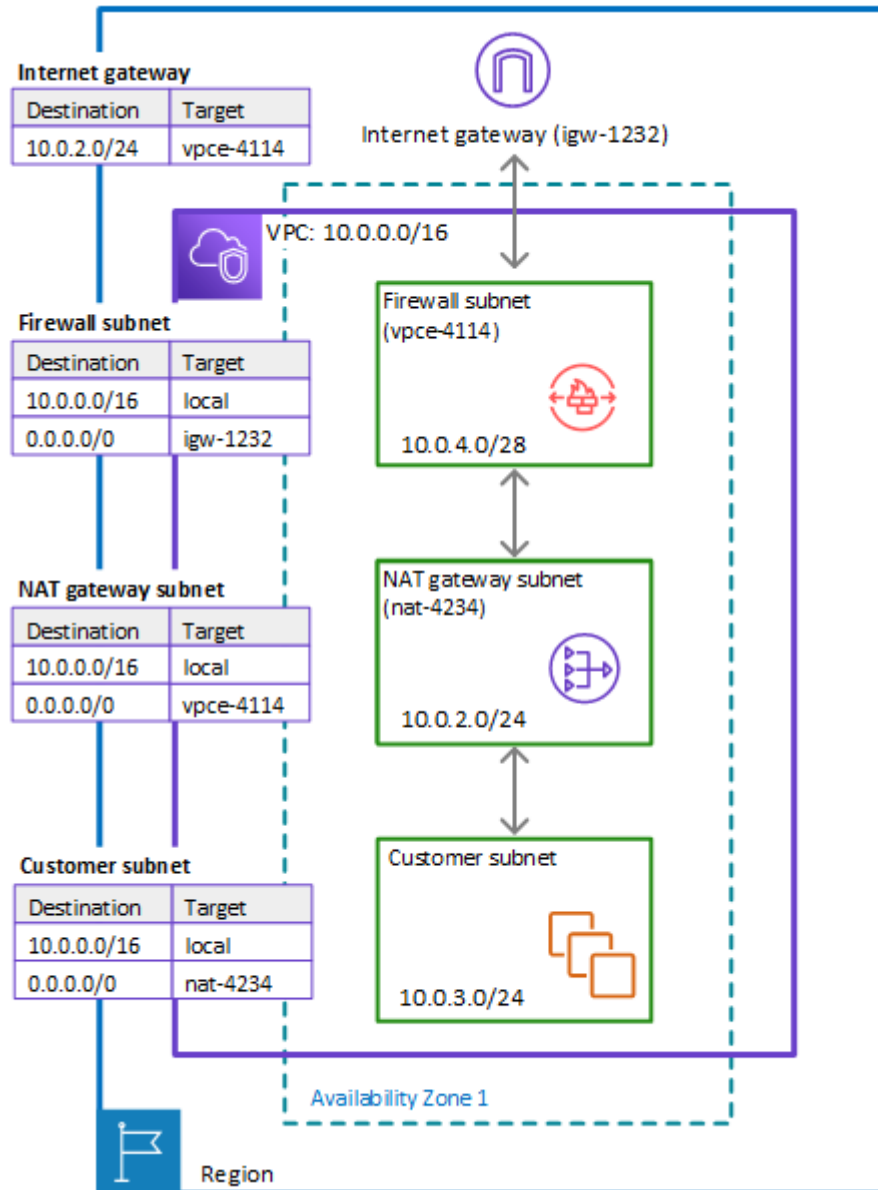 Internet gateway
Destination Target
10.0.2.0/24 vpce-4114
Internet gateway (igw-1232)
VPC: 10.0.0.0/16
Firewall subnet
Destination Target
10.0.0.0/16 local
0.0.0.0/0 igw-1232
Firewall subnet
(vpce-4114)
10.0.4.0/28
NAT gateway subnet
Destination Target
10.0.0.0/16 local
0.0.0.0/0 vpce-4114
NAT gateway subnet
(nat-4234)
10.0.2.0/24
Customer subnet
Destination Target
10.0.0.0/16 local
0.0.0.0/0 nat-4234
Customer subnet
10.0.3.0/24
Availability Zone 1
Region